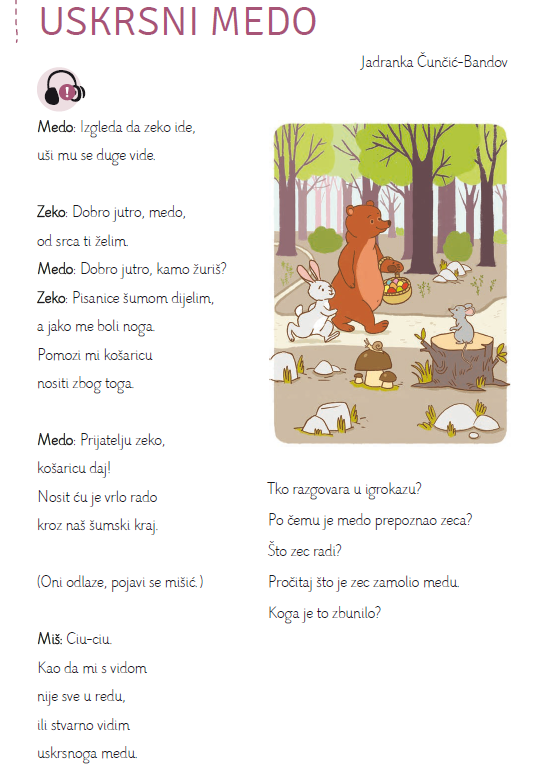 USKRSNI MEDO
Jadranka Čunčić-Bandov
Medo: Izgleda da zeko ide,
uši mu se duge vide.
Zeko: Dobro jutro, medo,
od srca ti želim.
Medo: Dobro jutro, kamo žuriš?
Zeko: Pisanice šumom dijelim,
a jako me boli noga.
Pomozi mi košaricu
nositi zbog toga.
Medo: Prijatelju zeko,
košaricu daj!
Nosit ću je vrlo rado
kroz naš šumski kraj.
(Oni odlaze, pojavi se mišić.)
Miš: Ciu-ciu.
Kao da mi s vidom
nije sve u redu,
ili stvarno vidim
uskrsnoga medu.
Tko razgovara u igrokazu?
Po čemu je medo prepoznao zeca?
Što zec radi?
Pročitaj što je zec zamolio medu.
Koga je to zbunilo?